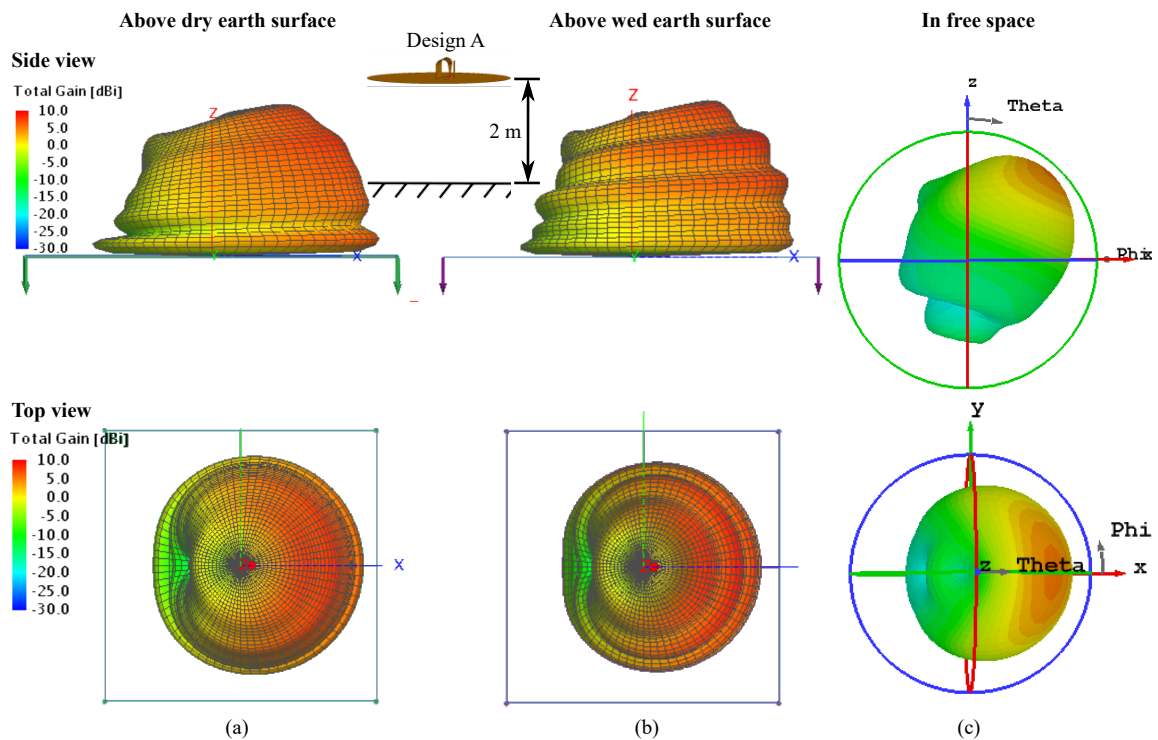 Above dry earth surface
Above wed earth surface
In free space
Design A
Side view
Total Gain [dBi]
10.0
5.0
0.0
-5.0
-10.0
-15.0
-20.0
-25.0
-30.0
Z
X
Y
2 m
Z
X
Y
z
Theta
Phi
x
Top view
Total Gain [dBi]
10.0
5.0
0.0
-5.0
-10.0
-15.0
-20.0
-25.0
-30.0
X
y
Phi
z
Theta
x
(a)
(b)
(c)